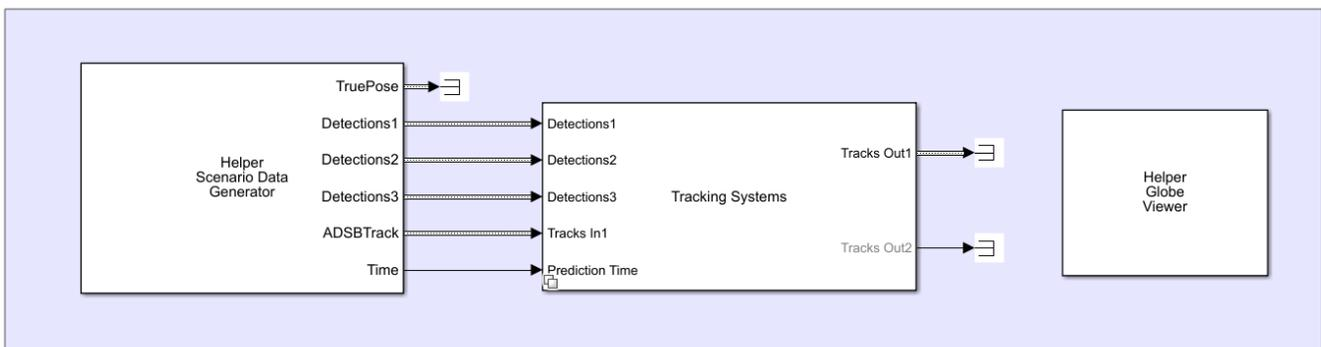 Helper
Scenario Data
Generator
TruePose
Detections1
Detections2
Detections3
ADSBTrack
Time
Detections1
Detections2
Detections3
Tracks In1
Prediction Time
Tracking Systems
Tracks Out1
Tracks Out2
Helper
Globe
Viewer